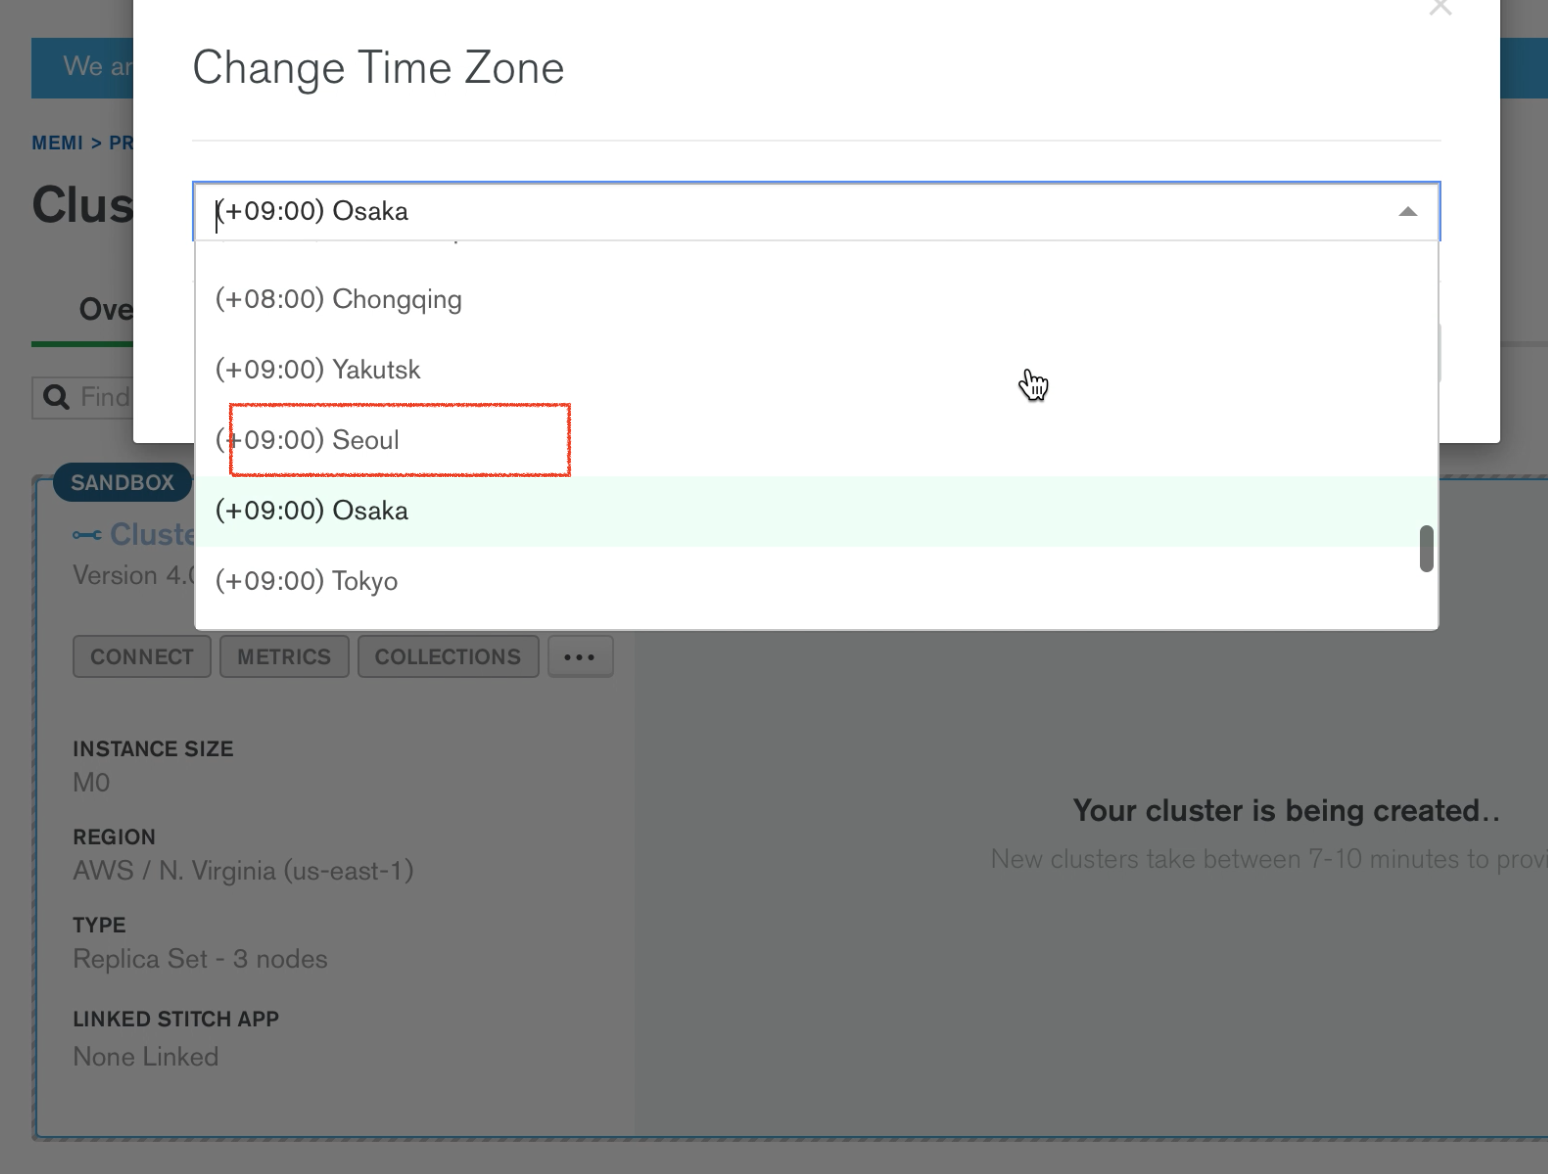 We ar
Change Time Zone
MEMI > PR
Clus
(+09:00) Osaka
(+08:00) Chongqing
Ove
(+09:00) Yakutsk
Find
(+09:00) Seoul
SANDBOX
(+09:00) Osaka
Cluste
Version 4.0
(+09:00) Tokyo
CONNECT METRICS COLLECTIONS ...
INSTANCE SIZE
M0
REGION
AWS / N. Virginia (us-east-1)
TYPE
Replica Set - 3 nodes
LINKED STITCH APP
None Linked
Your cluster is being created..
New clusters take between 7-10 minutes to provi